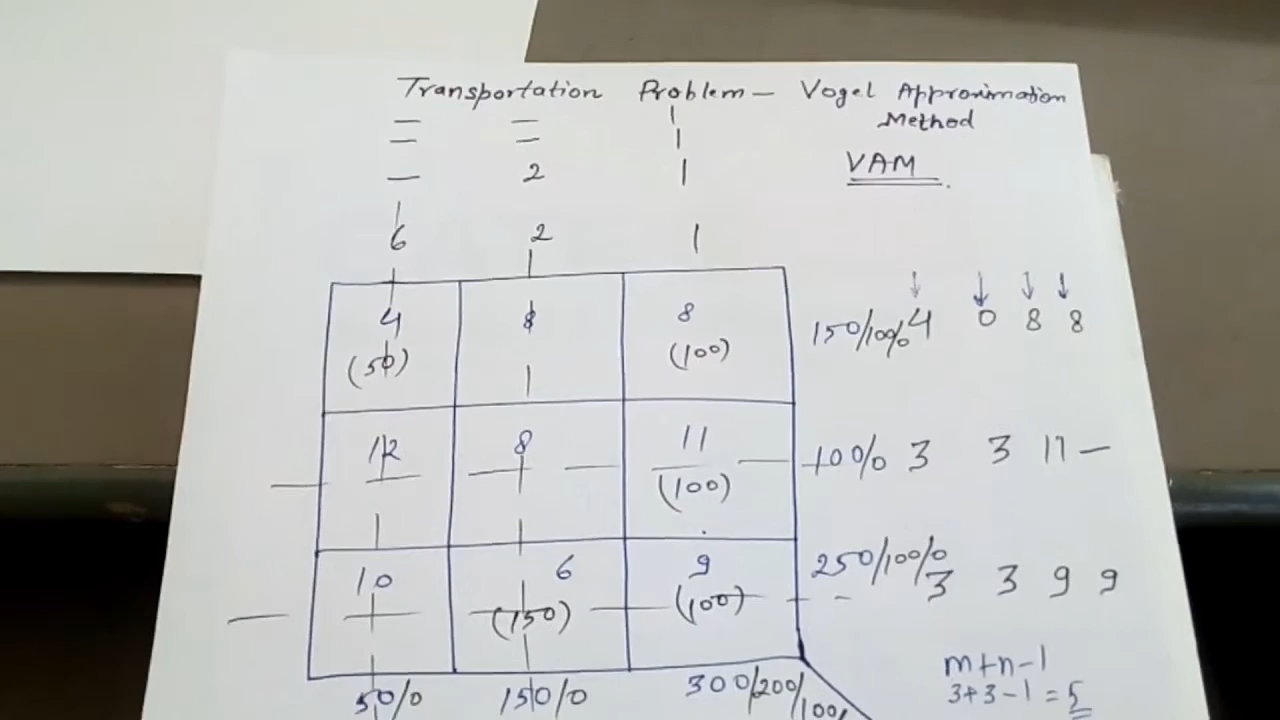 Transportation Problem – Vogel Approximation
Method
VAM
– – 1
– – 1
– 2 1
6 2 1
4 8 8 150/100/0 4 0 8 8
(50) (100)
12 8 11 100/0 3 3 11 –
(100)
10 6 9 250/100/0 3 3 9 9
(150) (100)
50/0 150/0 300/200/100/
m+n-1
3+3-1 = 5